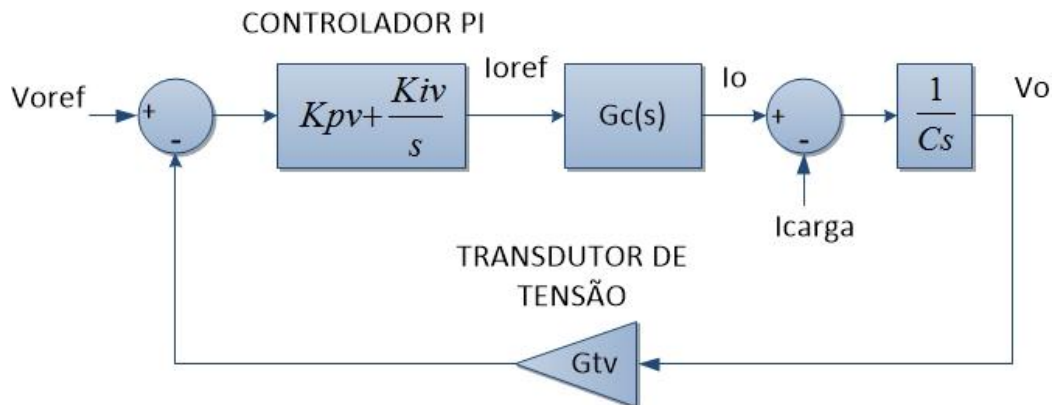 CONTROLADOR PI
Voref
+
-
Kpv+ Kiv/s
Ioref
Gc(s)
Io
+
-
1/Cs
Vo
Icarga
TRANSDUTOR DE
TENSÃO
Gtv